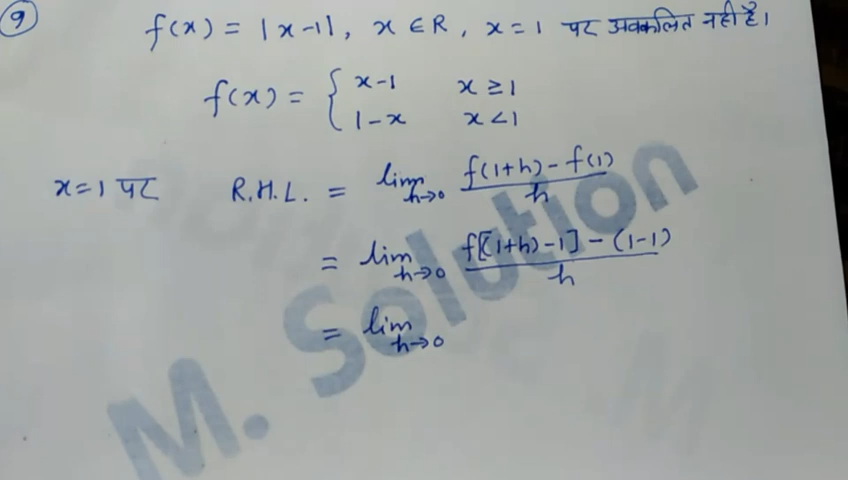 9
f(x) = |x-1|, x ∈ R, x = 1 पर अवकलित नही है।
f(x) = { x-1 x ≥ 1
1-x x < 1
x=1 पर R.H.L. = lim h→0 f(1+h) - f(1) / h
= lim h→0 f[(1+h)-1] - (1-1) / h
= lim h→0
M. Solution